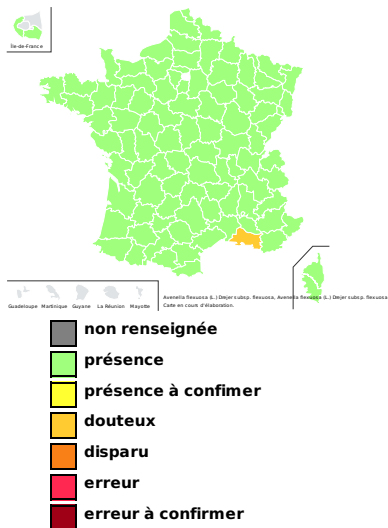 Île-de-France
Avenella flexuosa (L.) Drejer subsp. flexuosa, Avenella flexuosa (L.) Drejer subsp. flexuosa
Carte en cours d'élaboration.
Guadeloupe Martinique Guyane La Réunion Mayotte
non renseignée
présence
présence à confimer
douteux
disparu
erreur
erreur à confirmer